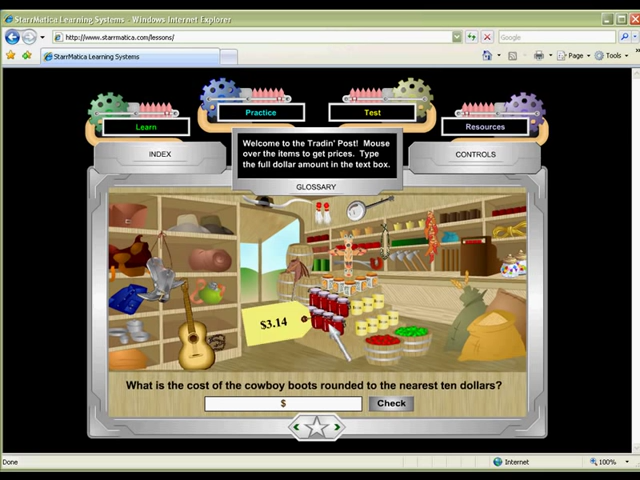 StarrMatica Learning Systems - Windows Internet Explorer
http://www.starrmatica.com/lessons/
Google
StarrMatica Learning Systems
Page
Tools
Learn
Practice
Test
Resources
INDEX
Welcome to the Tradin' Post! Mouse
over the items to get prices. Type
the full dollar amount in the text box.
CONTROLS
GLOSSARY
$3.14
What is the cost of the cowboy boots rounded to the nearest ten dollars?
$
Check
Done
Internet
100%